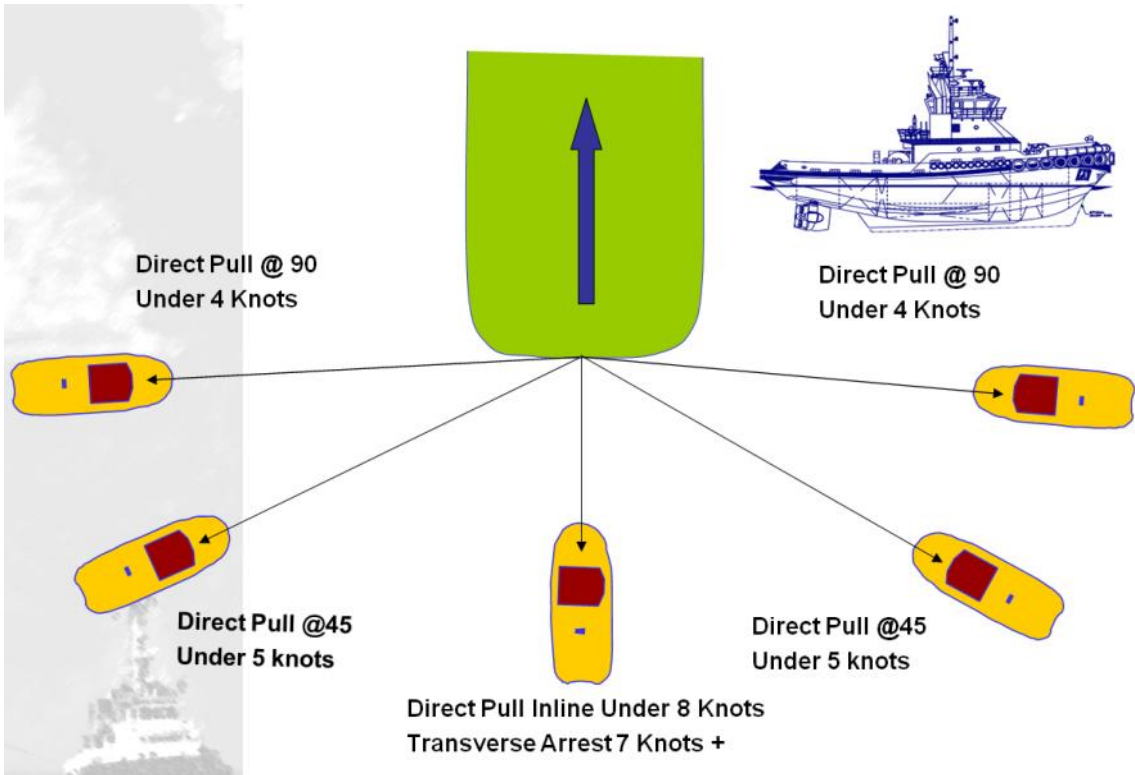 Direct Pull @ 90
Under 4 Knots
Direct Pull @ 90
Under 4 Knots
Direct Pull @45
Under 5 knots
Direct Pull @45
Under 5 knots
Direct Pull Inline Under 8 Knots
Transverse Arrest 7 Knots +